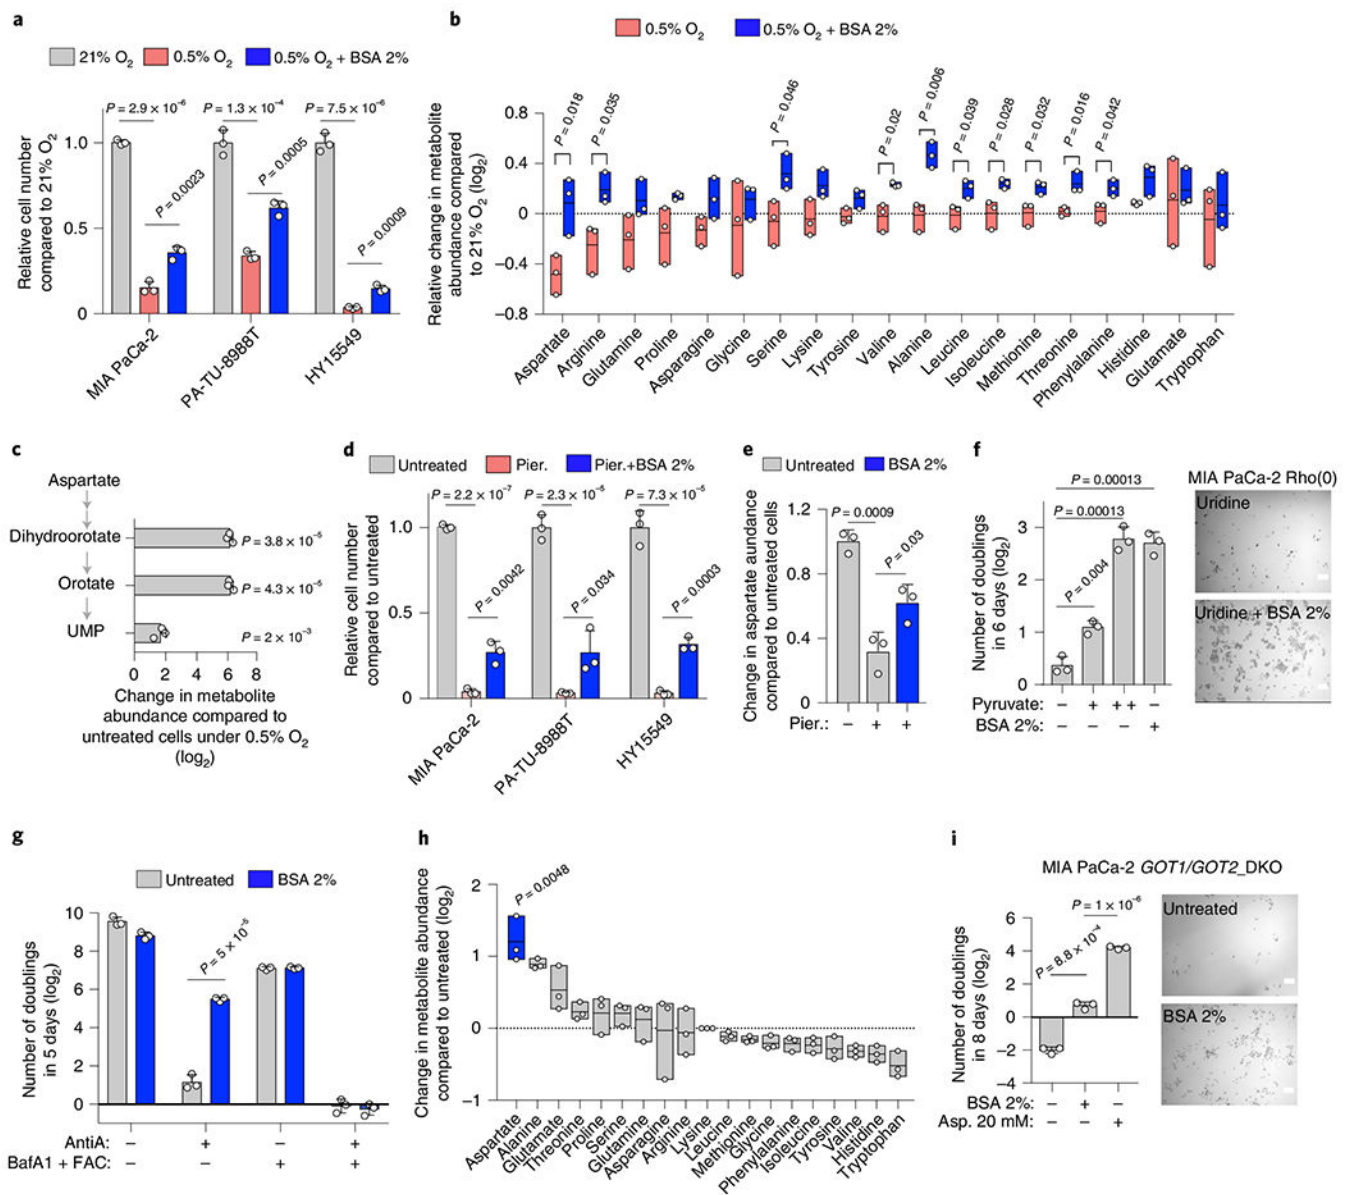 a
21% O2 0.5% O2 0.5% O2 + BSA 2%
P = 2.9 × 10−6 P = 1.3 × 10−4 P = 7.5 × 10−6
P = 0.0023
P = 0.0005
P = 0.0009
Relative cell number
compared to 21% O2
1.0
0.5
0
MIA PaCa-2
PA-TU-8988T
HY15549
b
0.5% O2 0.5% O2 + BSA 2%
P = 0.018
P = 0.035
P = 0.046
P = 0.02
P = 0.006
P = 0.039
P = 0.028
P = 0.032
P = 0.016
P = 0.042
Relative change in metabolite
abundance compared
to 21% O2 (log2)
0.8
0.4
0
−0.4
−0.8
Aspartate
Arginine
Glutamine
Proline
Asparagine
Glycine
Serine
Lysine
Tyrosine
Valine
Alanine
Leucine
Isoleucine
Methionine
Threonine
Phenylalanine
Histidine
Glutamate
Tryptophan
c
Aspartate
Dihydroorotate
Orotate
UMP
P = 3.8 × 10−5
P = 4.3 × 10−5
P = 2 × 10−3
0 2 4 6 8
Change in metabolite
abundance compared to
untreated cells under 0.5% O2
(log2)
d
Untreated Pier. Pier.+BSA 2%
P = 2.2 × 10−7 P = 2.3 × 10−5 P = 7.3 × 10−5
P = 0.0042
P = 0.034
P = 0.0003
Relative cell number
compared to untreated
1.0
0.5
0
MIA PaCa-2
PA-TU-8988T
HY15549
e
Untreated BSA 2%
P = 0.0009
P = 0.03
Change in aspartate aundance
compared to untreated cells
1.2
0.8
0.4
0
Pier.: − + +
f
P = 0.00013
P = 0.00013
P = 0.004
Number of doublings
in 6 days (log2)
3
2
1
0
Pyruvate: − + ++ −
BSA 2%: − − − +
MIA PaCa-2 Rho(0)
Uridine
Uridine + BSA 2%
g
Untreated BSA 2%
P = 5 × 10−5
Number of doublings
in 5 days (log2)
10
8
6
4
2
0
AntiA: − + − +
BafA1 + FAC: − − + +
h
P = 0.0048
Change in metabolite abundance
compared to untreated (log2)
2
1
0
−1
Aspartate
Alanine
Glutamate
Threonine
Proline
Serine
Glutamine
Asparagine
Arginine
Lysine
Leucine
Methionine
Glycine
Phenylalanine
Isoleucine
Tyrosine
Valine
Histidine
Tryptophan
i
MIA PaCa-2 GOT1/GOT2_DKO
P = 1 × 10−6
P = 8.8 × 10−4
Number of doublings
in 8 days (log2)
6
4
2
0
−2
−4
BSA 2%: − + −
Asp. 20 mM: − − +
Untreated
BSA 2%